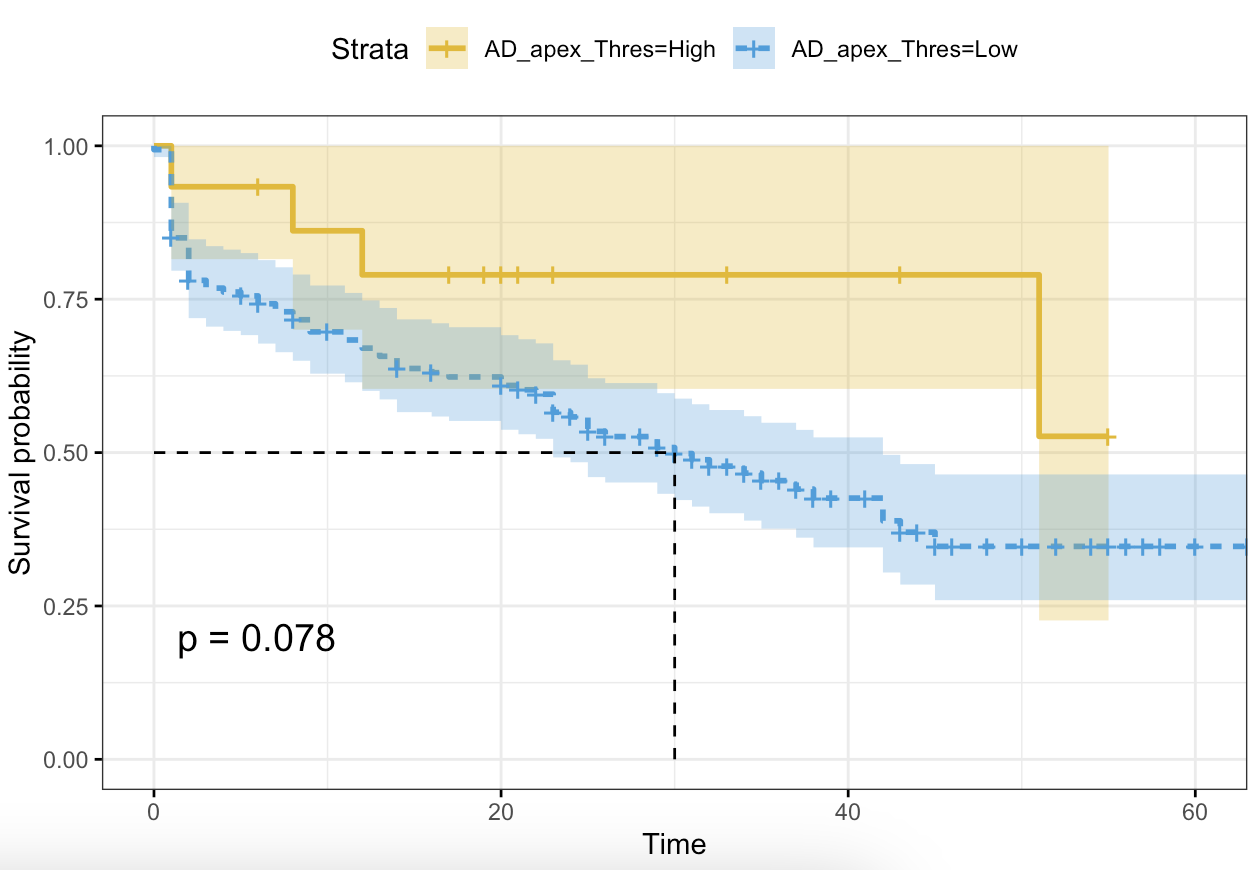 Strata AD_apex_Thres=High AD_apex_Thres=Low
1.00
0.75
0.50
0.25
0.00
Survival probability
p = 0.078
0 20 40 60
Time